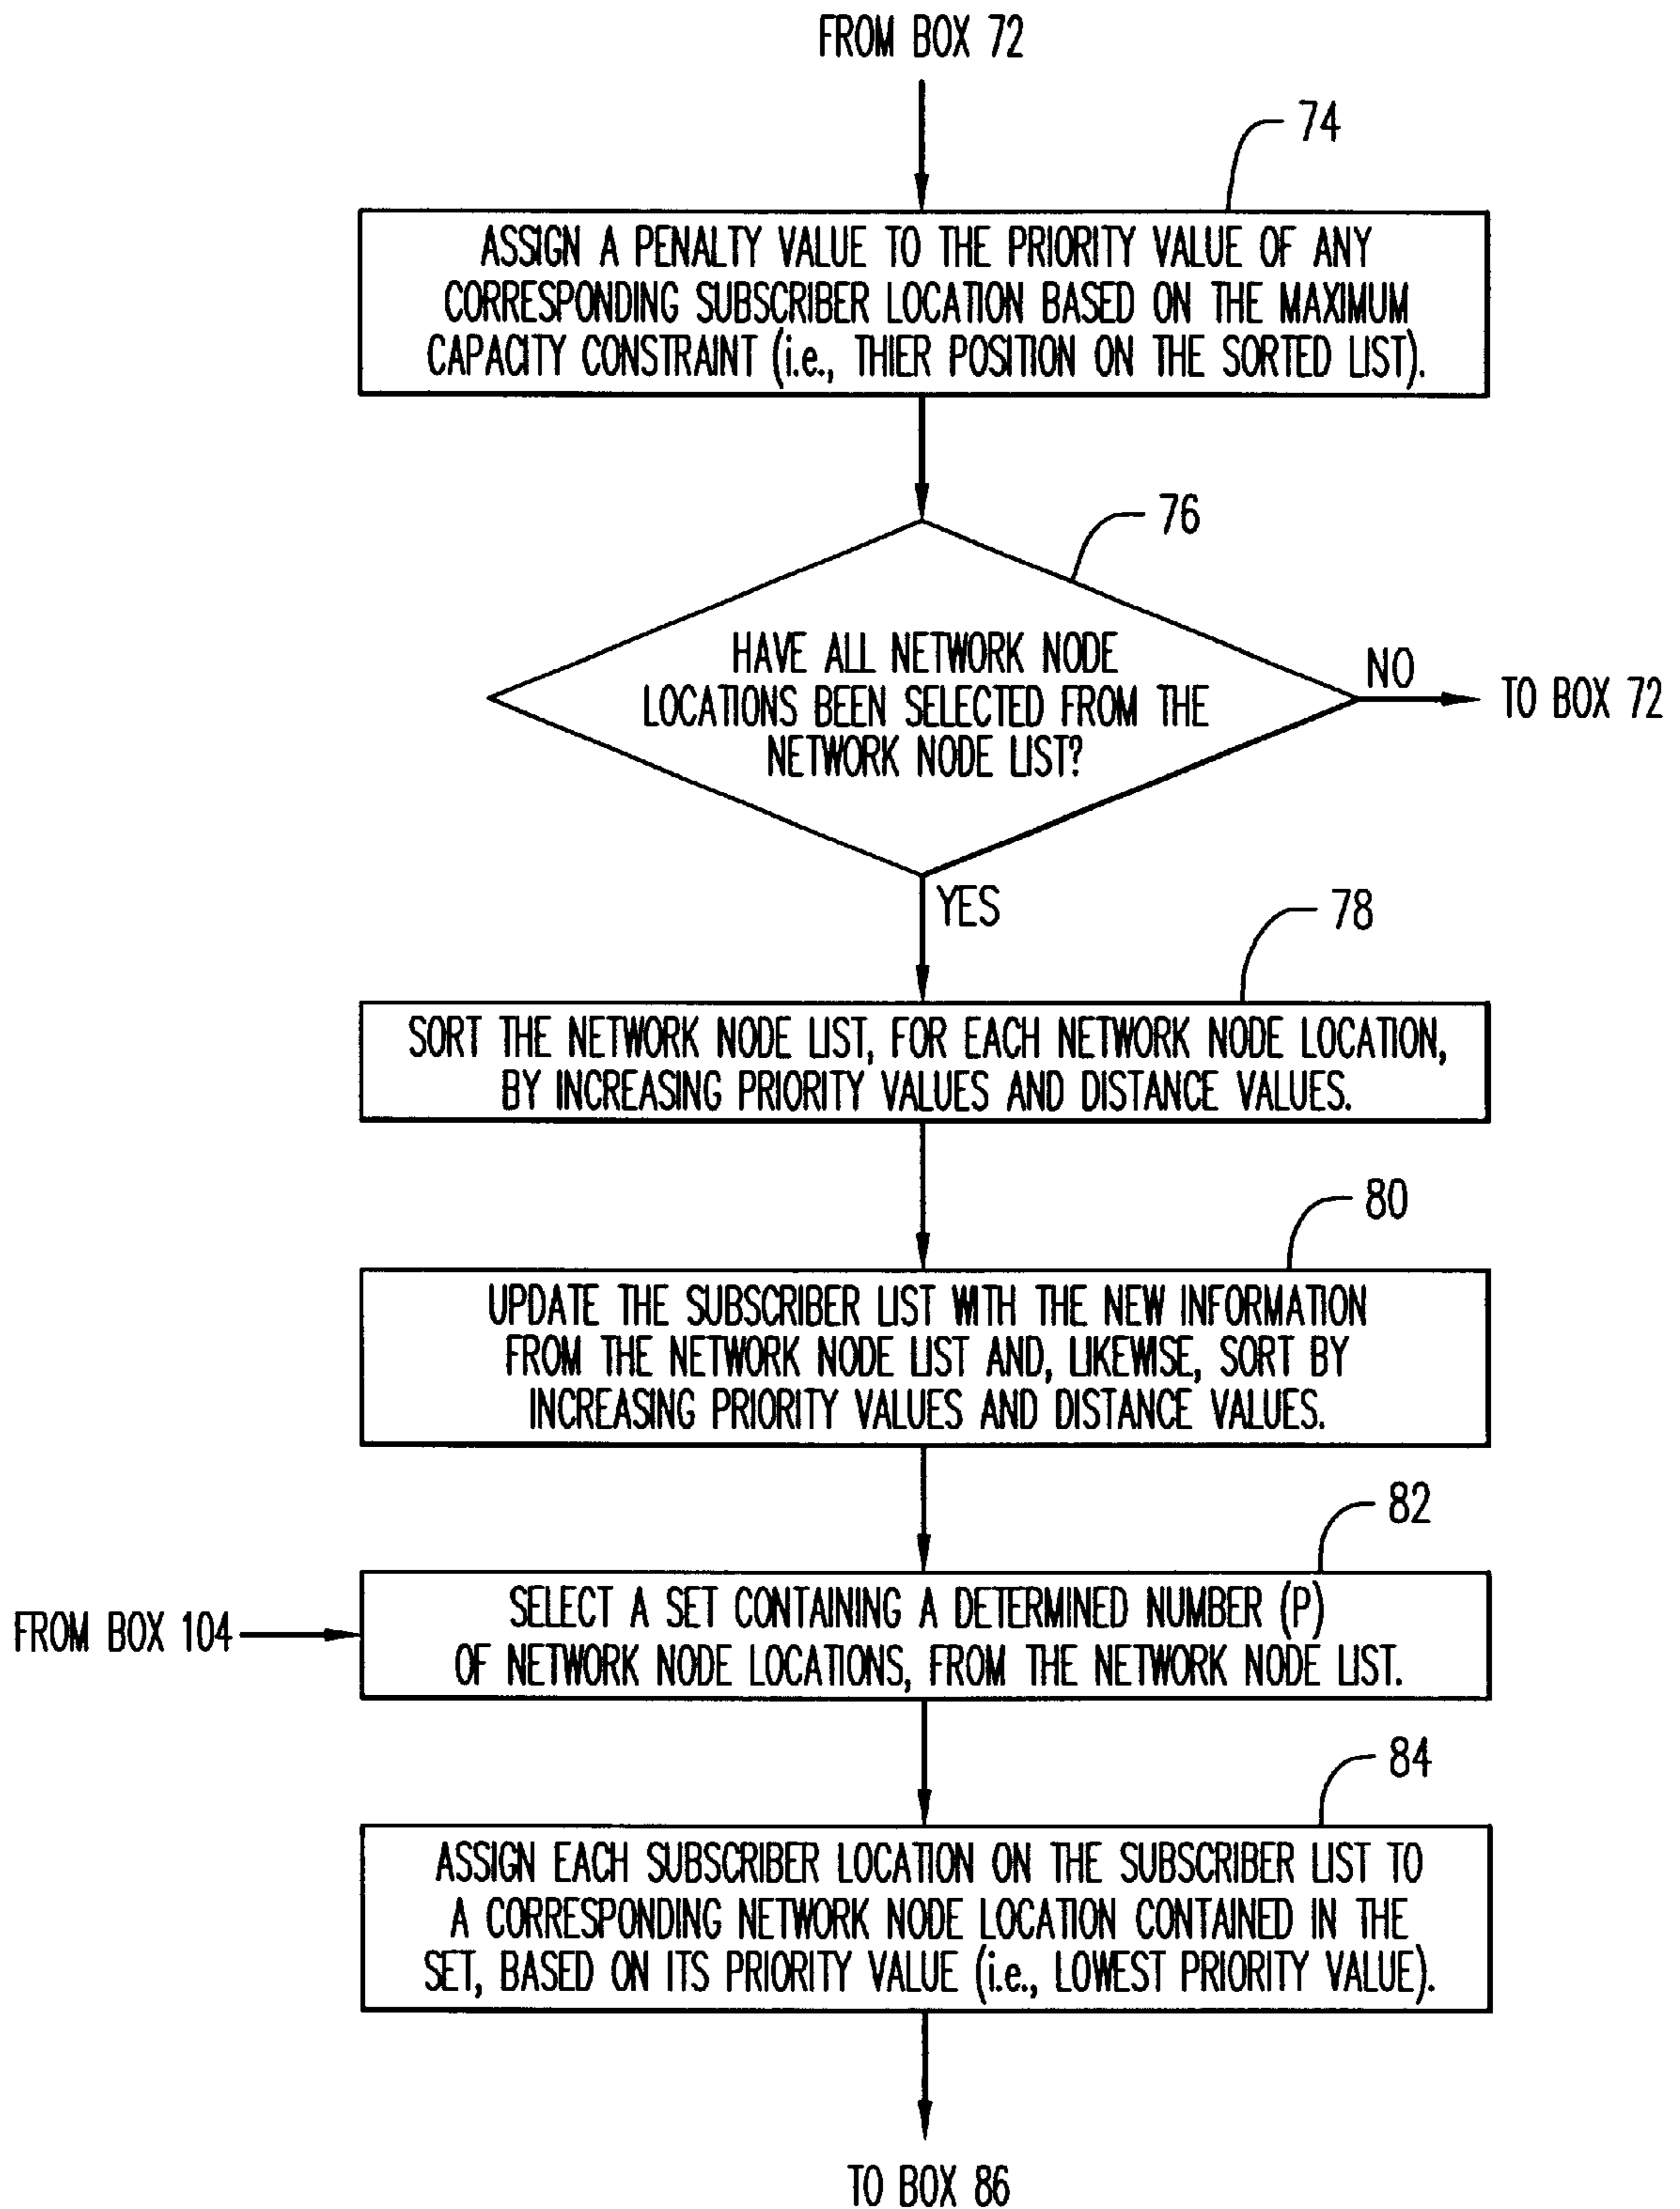 FROM BOX 72
74
ASSIGN A PENALTY VALUE TO THE PRIORITY VALUE OF ANY
CORRESPONDING SUBSCRIBER LOCATION BASED ON THE MAXIMUM
CAPACITY CONSTRAINT (i.e., THIER POSITION ON THE SORTED LIST).
76
HAVE ALL NETWORK NODE
LOCATIONS BEEN SELECTED FROM THE
NETWORK NODE LIST?
NO
TO BOX 72
YES
78
SORT THE NETWORK NODE LIST, FOR EACH NETWORK NODE LOCATION,
BY INCREASING PRIORITY VALUES AND DISTANCE VALUES.
80
UPDATE THE SUBSCRIBER LIST WITH THE NEW INFORMATION
FROM THE NETWORK NODE LIST AND, LIKEWISE, SORT BY
INCREASING PRIORITY VALUES AND DISTANCE VALUES.
82
FROM BOX 104
SELECT A SET CONTAINING A DETERMINED NUMBER (P)
OF NETWORK NODE LOCATIONS, FROM THE NETWORK NODE LIST.
84
ASSIGN EACH SUBSCRIBER LOCATION ON THE SUBSCRIBER LIST TO
A CORRESPONDING NETWORK NODE LOCATION CONTAINED IN THE
SET, BASED ON ITS PRIORITY VALUE (i.e., LOWEST PRIORITY VALUE).
TO BOX 86